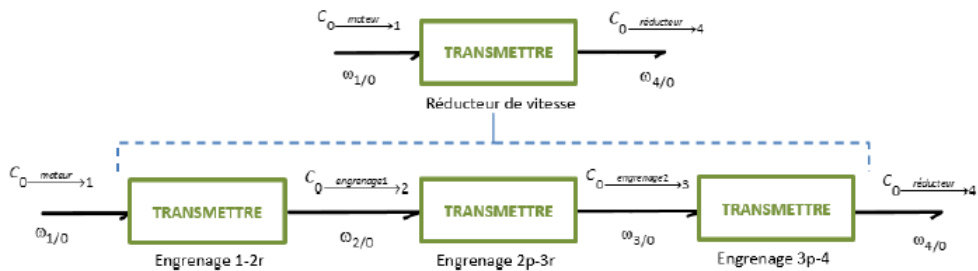 C0 moteur 1
C0 réducteur 4
TRANSMETTRE
ω1/0
ω4/0
Réducteur de vitesse
C0 moteur 1
C0 engrenage1 2
C0 engrenage2 3
C0 réducteur 4
TRANSMETTRE
TRANSMETTRE
TRANSMETTRE
ω1/0
ω2/0
ω3/0
ω4/0
Engrenage 1-2r
Engrenage 2p-3r
Engrenage 3p-4